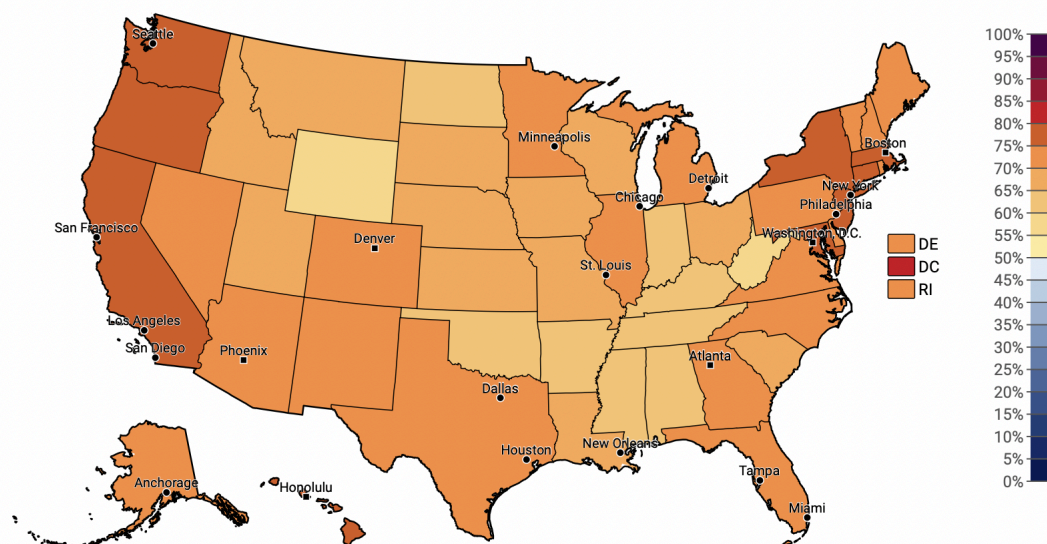 Seattle
Minneapolis
Boston
Detroit
New York
Chicago
Philadelphia
San Francisco
Denver
Washington, D.C.
St. Louis
Los Angeles
San Diego
Phoenix
Atlanta
Dallas
New Orleans
Houston
Tampa
Anchorage
Honolulu
Miami
DE
DC
RI
100%
95%
90%
85%
80%
75%
70%
65%
60%
55%
50%
45%
40%
35%
30%
25%
20%
15%
10%
5%
0%